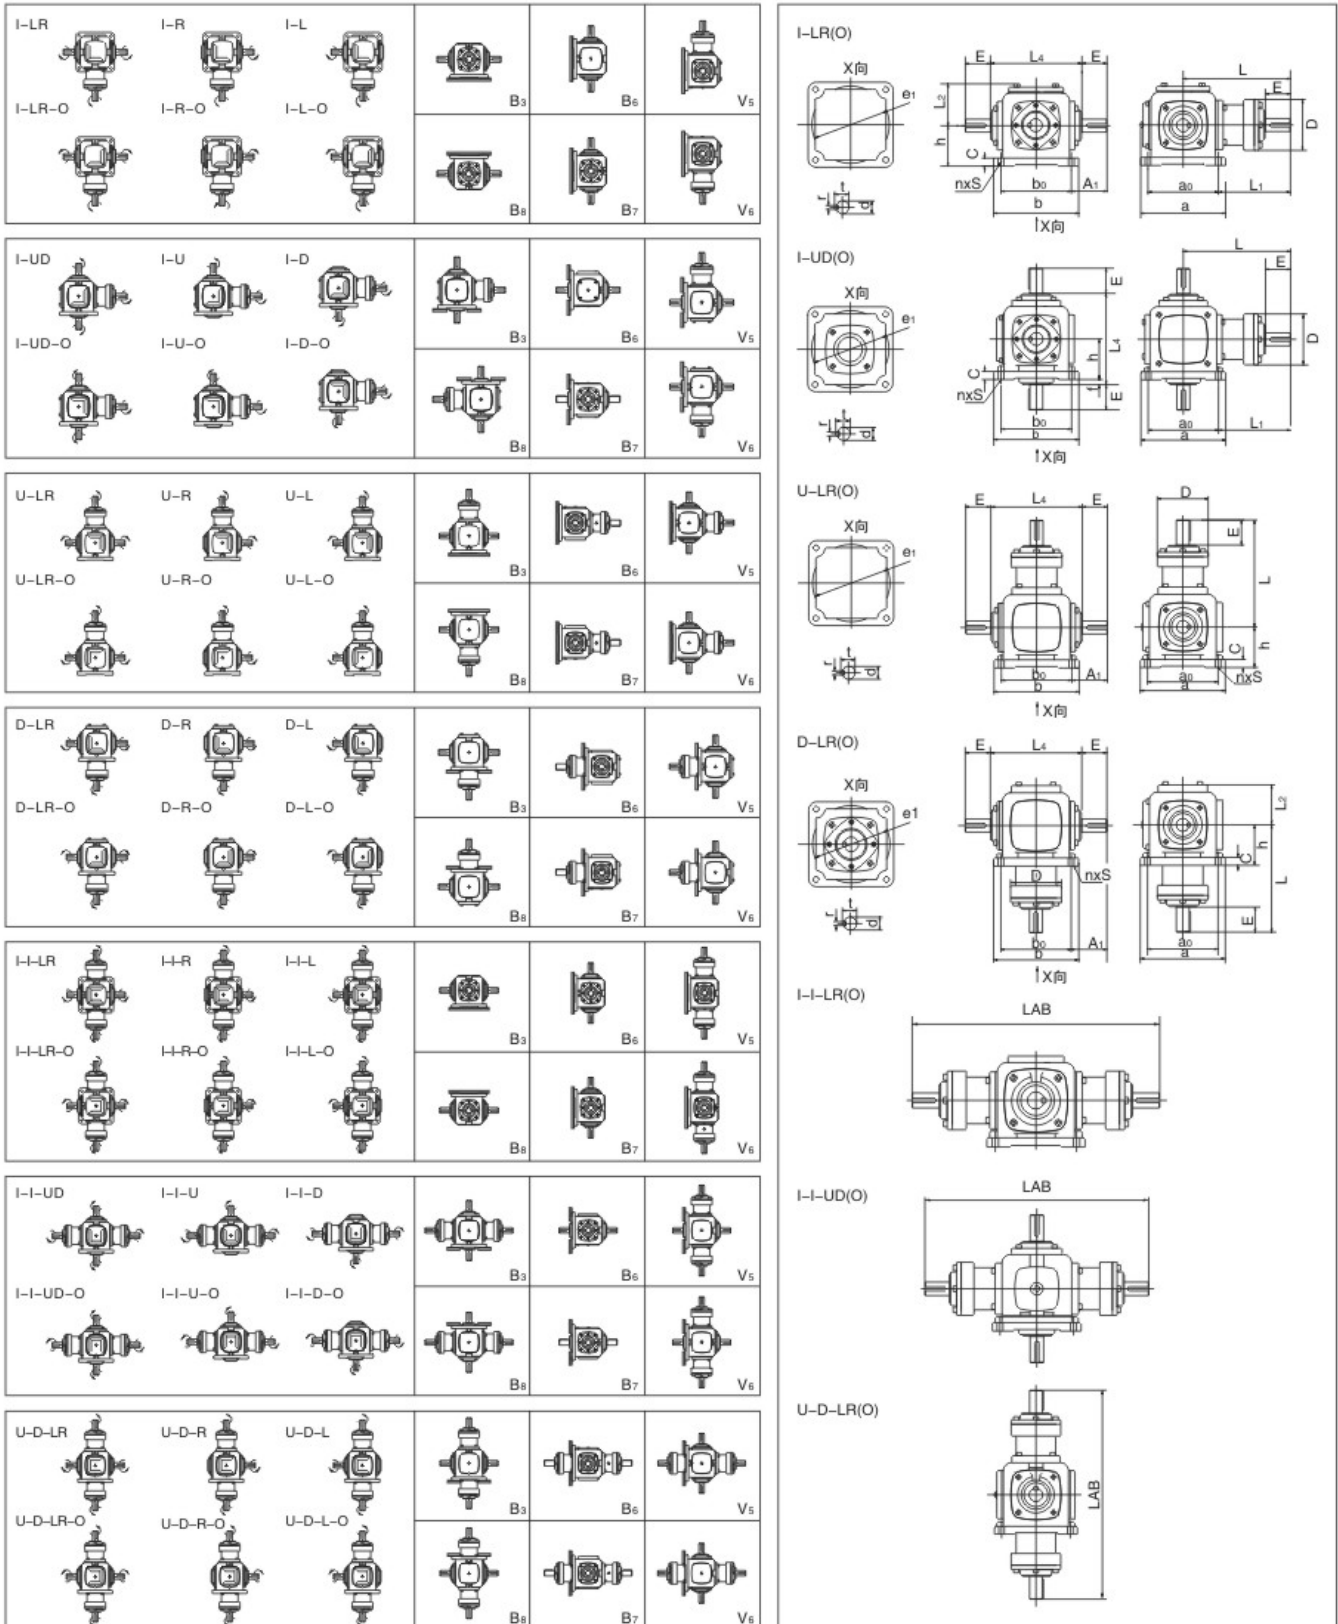 I-LR I-R I-L
I-LR-O I-R-O I-L-O
B3 B6 V5
B8 B7 V6
I-UD I-U I-D
I-UD-O I-U-O I-D-O
B3 B6 V5
B8 B7 V6
U-LR U-R U-L
U-LR-O U-R-O U-L-O
B3 B6 V5
B8 B7 V6
D-LR D-R D-L
D-LR-O D-R-O D-L-O
B3 B6 V5
B8 B7 V6
I-I-LR I-I-R I-I-L
I-I-LR-O I-I-R-O I-I-L-O
B3 B6 V5
B8 B7 V6
I-I-UD I-I-U I-I-D
I-I-UD-O I-I-U-O I-I-D-O
B3 B6 V5
B8 B7 V6
U-D-LR U-D-R U-D-L
U-D-LR-O U-D-R-O U-D-L-O
B3 B6 V5
B8 B7 V6
I-LR(O)
X向 e1
r t d
E L4 E
L2 h C
nxS b0 A1
b
X向
L
E
D
a0 L1
a
I-UD(O)
X向 e1
r t d
E
L4
h
C
f
E
nxS
b0
b
X向
L
E
D
a0 L1
a
U-LR(O)
X向 e1
r t d
E L4 E
b0 A1
b
X向
D
E
L
C h
a0 nxS
a
D-LR(O)
X向 e1
r t d
E L4 E
D nxS
b0 A1
b
X向
L2
C h
L
E
a0
a
I-I-LR(O)
LAB
I-I-UD(O)
LAB
U-D-LR(O)
LAB